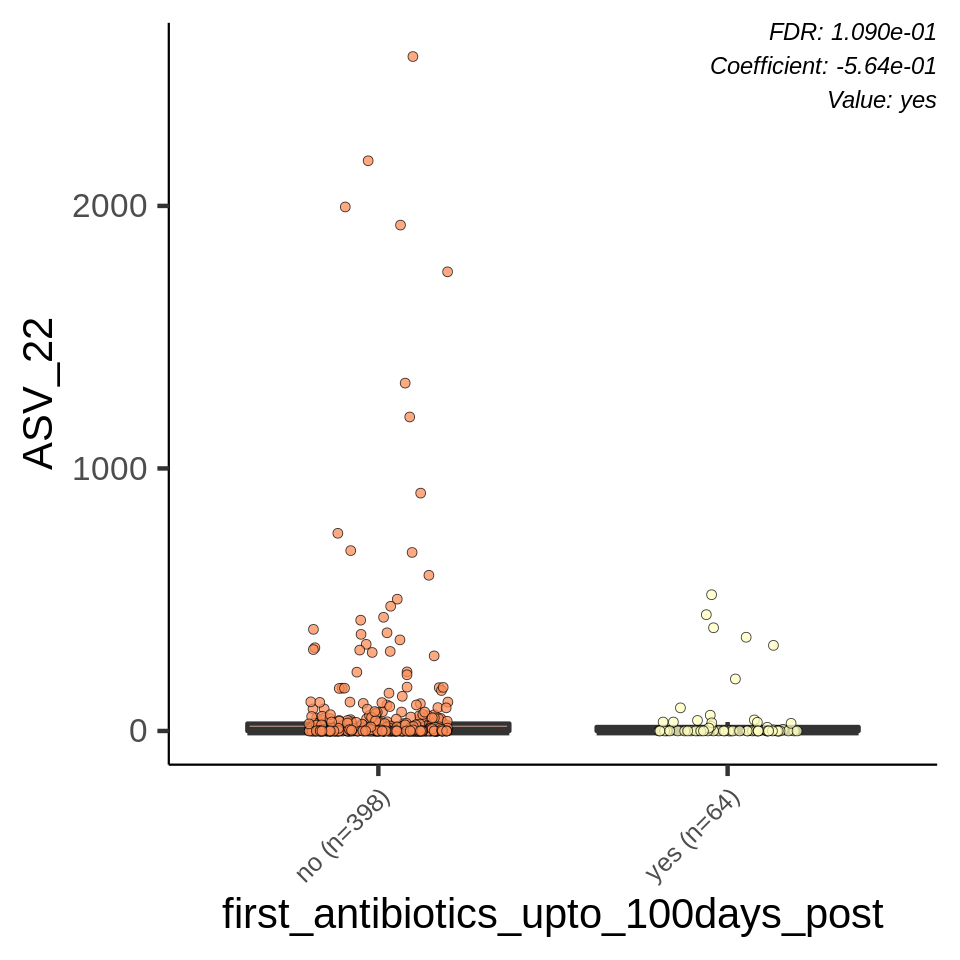 FDR: 1.090e-01
Coefficient: -5.64e-01
Value: yes
ASV_22
2000
1000
0
no (n=398)
yes (n=64)
first_antibiotics_upto_100days_post